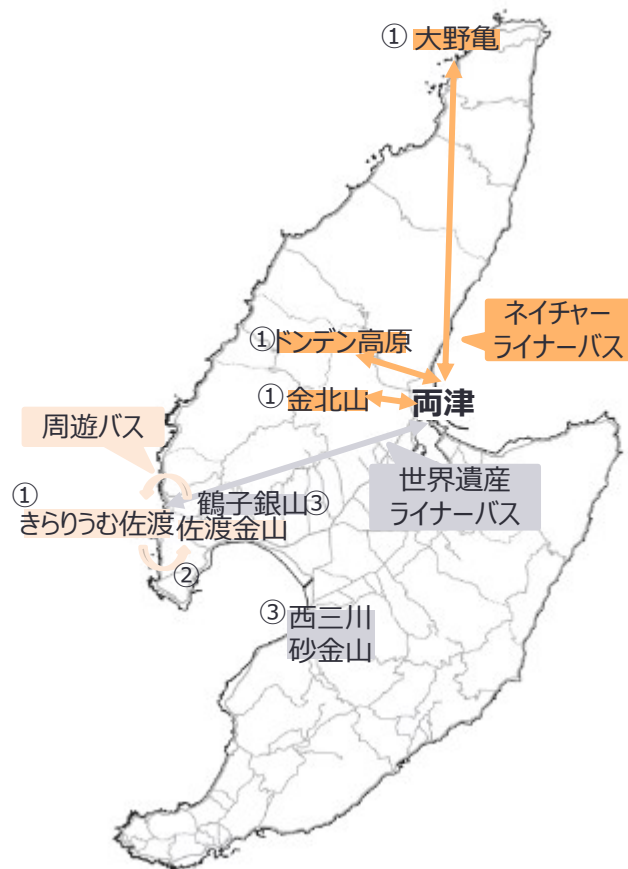 ① 大野亀
ネイチャー
ライナーバス
①ドンデン高原
①金北山
両津
周遊バス
世界遺産
ライナーバス
①
きらりうむ佐渡
鶴子銀山③
佐渡金山
②
③西三川
砂金山